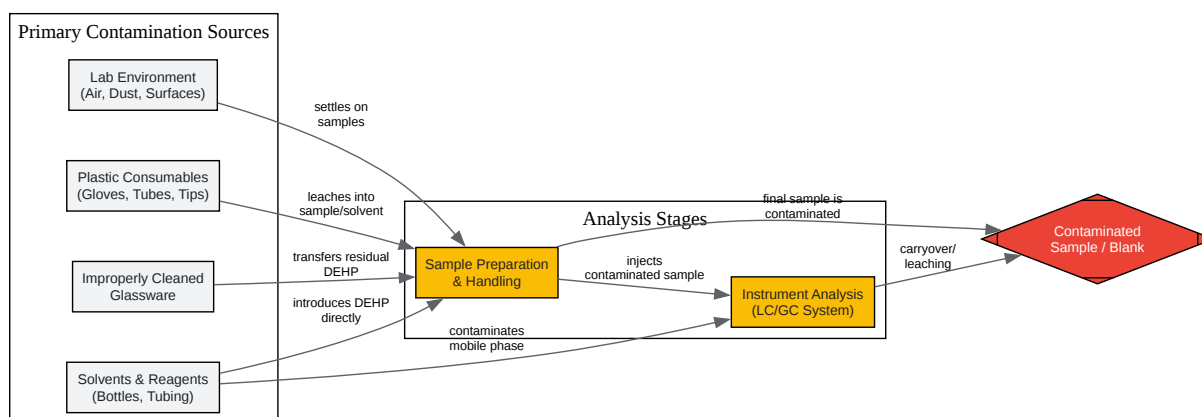 Primary Contamination Sources
Lab Environment
(Air, Dust, Surfaces)
settles on
samples
Plastic Consumables
(Gloves, Tubes, Tips)
leaches into
sample/solvent
Improperly Cleaned
Glassware
transfers residual
DEHP
Solvents & Reagents
(Bottles, Tubing)
introduces DEHP
directly
contaminates
mobile phase
Analysis Stages
Sample Preparation
& Handling
injects
contaminated sample
Instrument Analysis
(LC/GC System)
final sample is
contaminated
carryover/
leaching
Contaminated
Sample / Blank